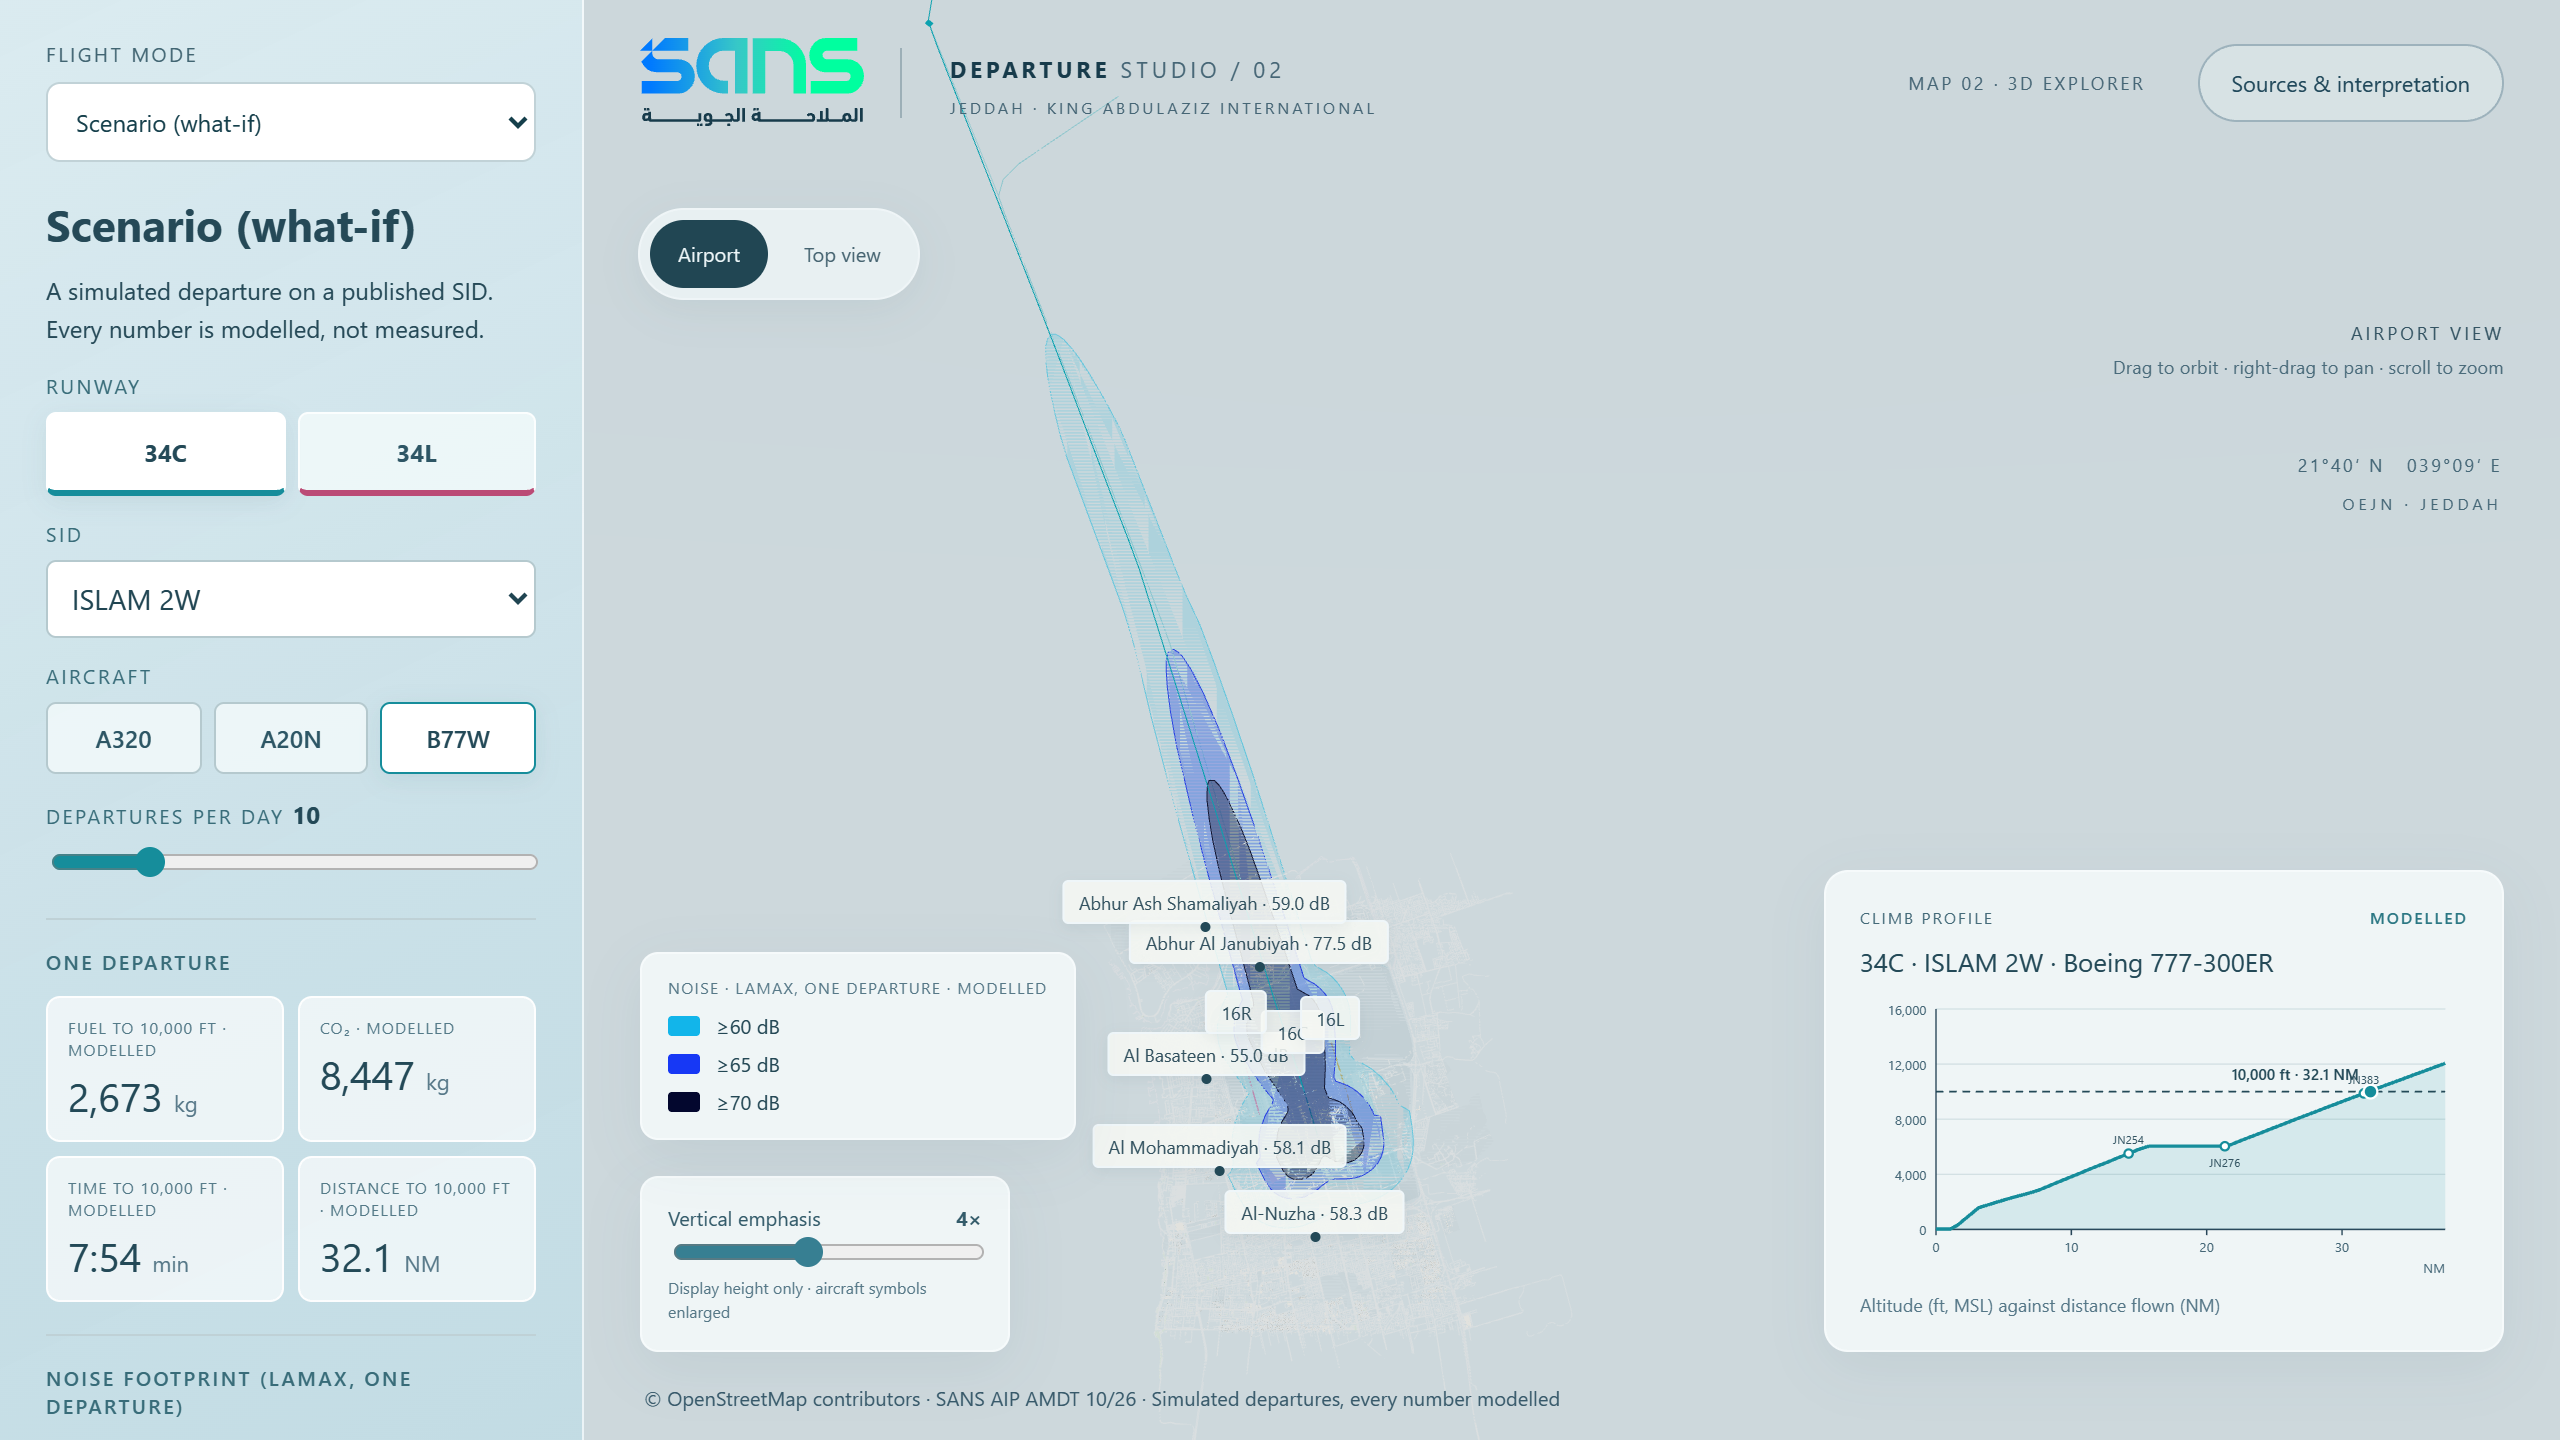 FLIGHT MODE
Scenario (what-if)
Scenario (what-if)
A simulated departure on a published SID.
Every number is modelled, not measured.
RUNWAY
34C
34L
SID
ISLAM 2W
AIRCRAFT
A320
A20N
B77W
DEPARTURES PER DAY 10
ONE DEPARTURE
FUEL TO 10,000 FT ·
MODELLED
2,673 kg
CO₂ · MODELLED
8,447 kg
TIME TO 10,000 FT ·
MODELLED
7:54 min
DISTANCE TO 10,000 FT
· MODELLED
32.1 NM
NOISE FOOTPRINT (LAMAX, ONE
DEPARTURE)
sans
الملاحة الجوية
DEPARTURE STUDIO / 02
JEDDAH · KING ABDULAZIZ INTERNATIONAL
MAP 02 · 3D EXPLORER
Sources & interpretation
Airport
Top view
AIRPORT VIEW
Drag to orbit · right-drag to pan · scroll to zoom
21°40′ N 039°09′ E
OEJN · JEDDAH
Abhur Ash Shamaliyah · 59.0 dB
Abhur Al Janubiyah · 77.5 dB
16R
16L
16C
Al Basateen · 55.0 dB
Al Mohammadiyah · 58.1 dB
Al-Nuzha · 58.3 dB
NOISE · LAMAX, ONE DEPARTURE · MODELLED
≥60 dB
≥65 dB
≥70 dB
Vertical emphasis 4×
Display height only · aircraft symbols
enlarged
CLIMB PROFILE
MODELLED
34C · ISLAM 2W · Boeing 777-300ER
16,000
12,000
8,000
4,000
0
10,000 ft · 32.1 NM
JN383
JN254
JN276
0
10
20
30
NM
Altitude (ft, MSL) against distance flown (NM)
© OpenStreetMap contributors · SANS AIP AMDT 10/26 · Simulated departures, every number modelled